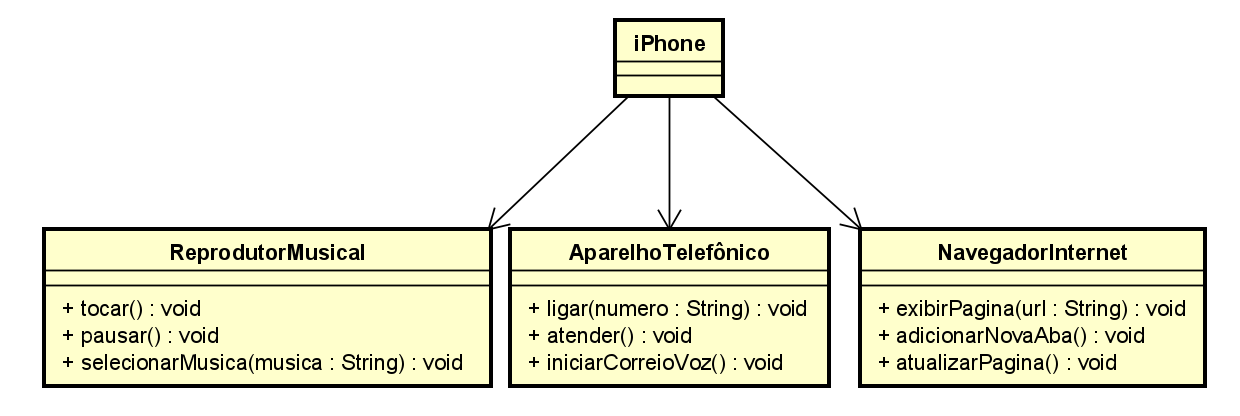 iPhone
ReprodutorMusical
+ tocar() : void
+ pausar() : void
+ selecionarMusica(musica : String) : void
AparelhoTelefônico
+ ligar(numero : String) : void
+ atender() : void
+ iniciarCorreioVoz() : void
NavegadorInternet
+ exibirPagina(url : String) : void
+ adicionarNovaAba() : void
+ atualizarPagina() : void